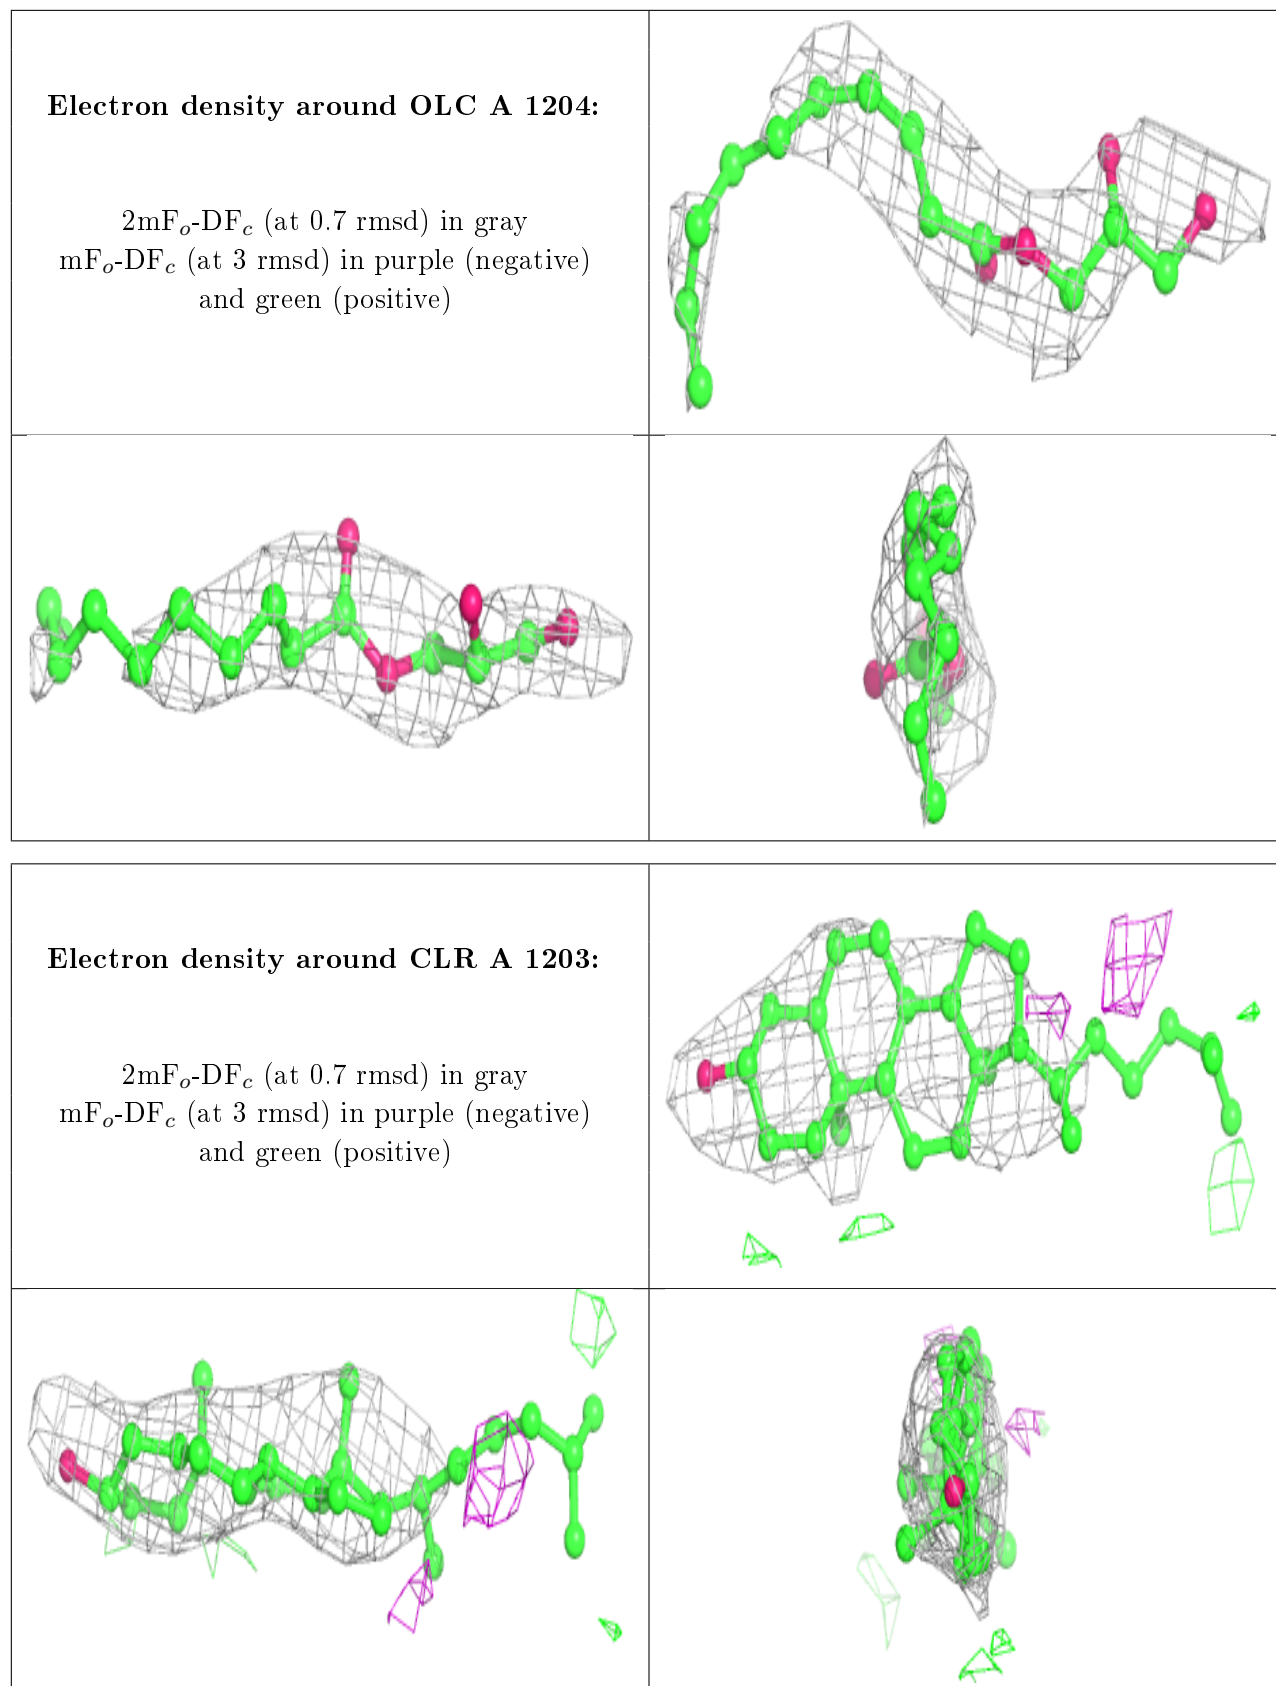 Electron density around OLC A 1204:
2mFo-DFc (at 0.7 rmsd) in gray
mFo-DFc (at 3 rmsd) in purple (negative)
and green (positive)
Electron density around CLR A 1203:
2mFo-DFc (at 0.7 rmsd) in gray
mFo-DFc (at 3 rmsd) in purple (negative)
and green (positive)